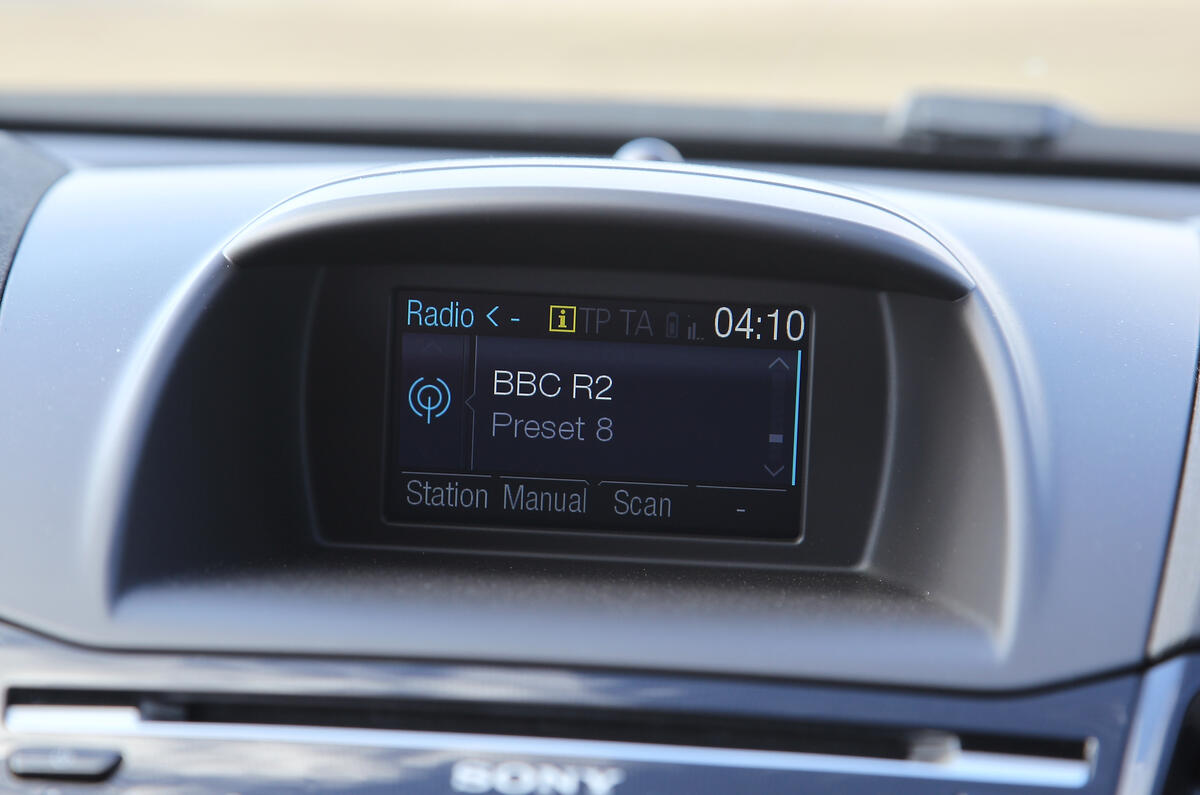 Radio < - i TP TA 04:10
BBC R2
Preset 8
Station Manual Scan -
SONY